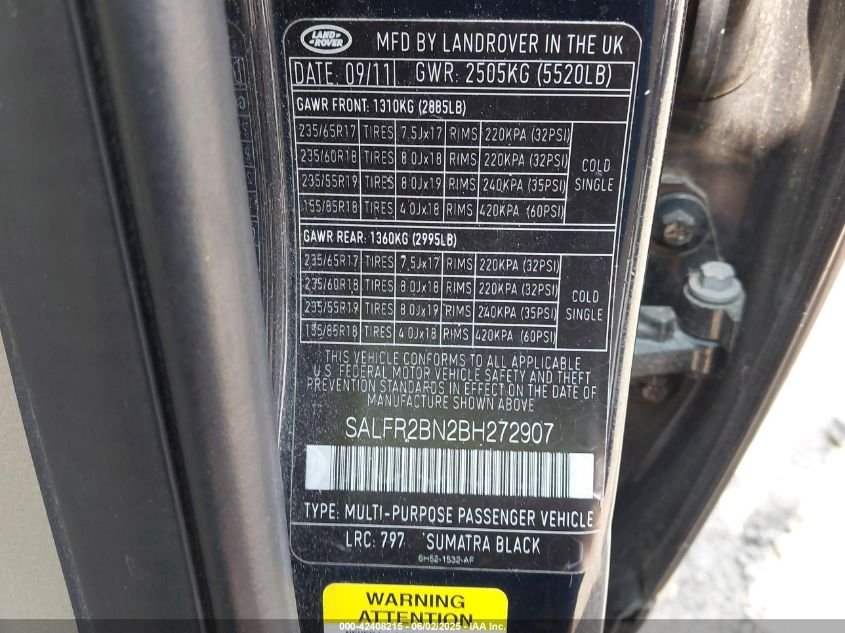 LAND ROVER
MFD BY LANDROVER IN THE UK
DATE: 09/11 GWR: 2505KG (5520LB)
GAWR FRONT: 1310KG (2885LB)
235/65R17 TIRES 7.5Jx17 RIMS 220KPA (32PSI)
235/60R18 TIRES 8.0Jx18 RIMS 220KPA (32PSI)
235/55R19 TIRES 8.0Jx19 RIMS 240KPA (35PSI)
155/85R18 TIRES 4.0Jx18 RIMS 420KPA (60PSI)
COLD
SINGLE
GAWR REAR: 1360KG (2995LB)
235/65R17 TIRES 7.5Jx17 RIMS 220KPA (32PSI)
235/60R18 TIRES 8.0Jx18 RIMS 220KPA (32PSI)
235/55R19 TIRES 8.0Jx19 RIMS 240KPA (35PSI)
155/85R18 TIRES 4.0Jx18 RIMS 420KPA (60PSI)
COLD
SINGLE
THIS VEHICLE CONFORMS TO ALL APPLICABLE
U.S. FEDERAL MOTOR VEHICLE SAFETY AND THEFT
PREVENTION STANDARDS IN EFFECT ON THE DATE OF
MANUFACTURE SHOWN ABOVE
SALFR2BN2BH272907
TYPE: MULTI-PURPOSE PASSENGER VEHICLE
LRC: 797 SUMATRA BLACK
6H52-1532-AF
WARNING
ATTENTION
000-42408215 - 06/02/2025 - IAA Inc.